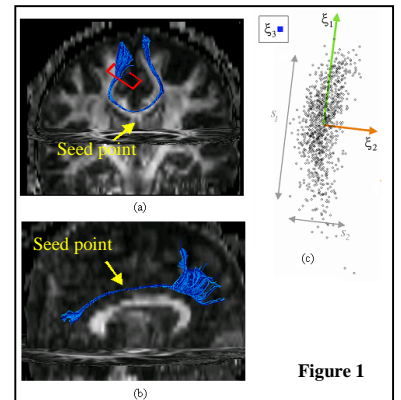 Seed point
(a)
Seed point
(b)
ξ3
ξ1
ξ2
s1
s2
(c)
Figure 1